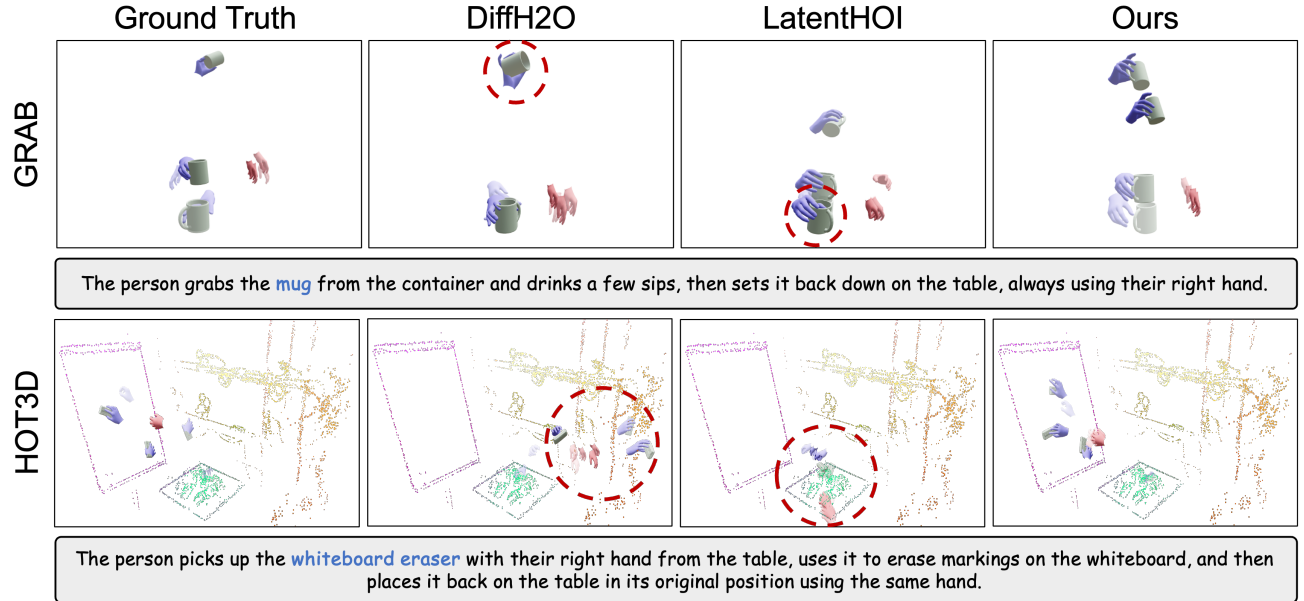 Ground Truth
DiffH2O
LatentHOI
Ours
GRAB
The person grabs the mug from the container and drinks a few sips, then sets it back down on the table, always using their right hand.
HOT3D
The person picks up the whiteboard eraser with their right hand from the table, uses it to erase markings on the whiteboard, and then
places it back on the table in its original position using the same hand.